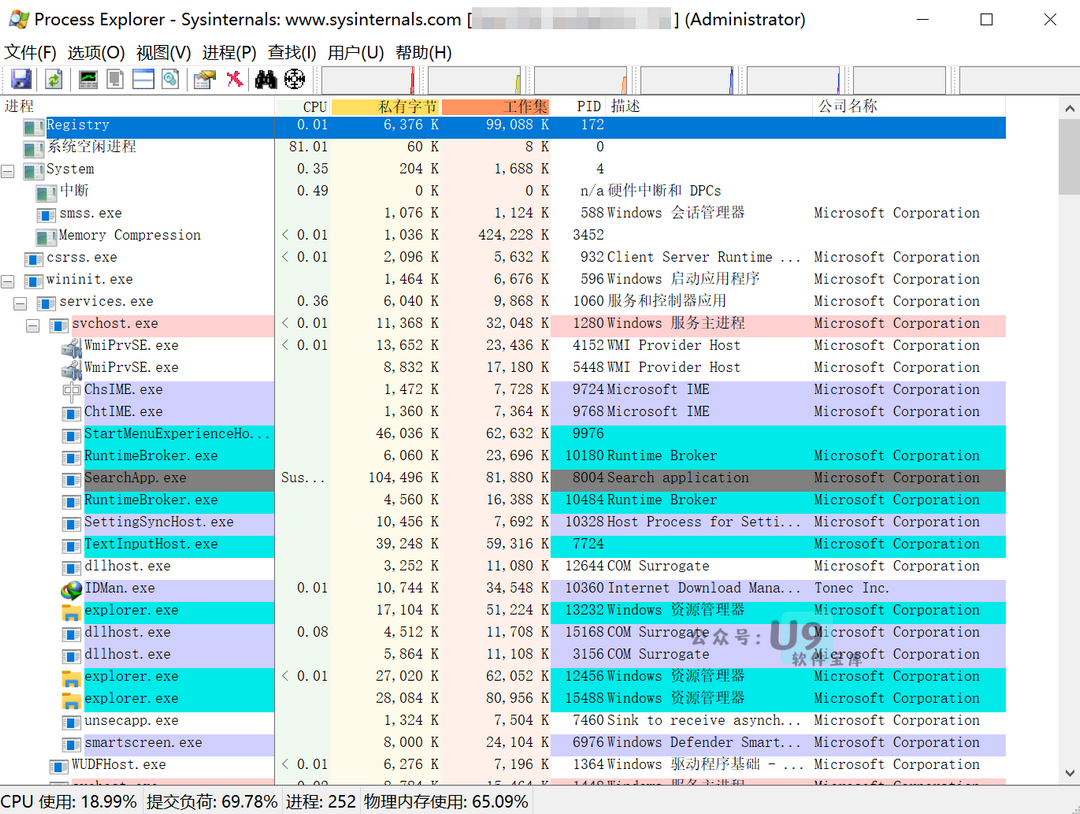 Process Explorer - Sysinternals: www.sysinternals.com [ ] (Administrator)
文件(F) 选项(O) 视图(V) 进程(P) 查找(I) 用户(U) 帮助(H)
进程 CPU 私有字节 工作集 PID 描述 公司名称
Registry 0.01 6,376 K 99,088 K 172
系统空闲进程 81.01 60 K 8 K 0
System 0.35 204 K 1,688 K 4
中断 0.49 0 K 0 K n/a 硬件中断和 DPCs
smss.exe 1,076 K 1,124 K 588 Windows 会话管理器 Microsoft Corporation
Memory Compression < 0.01 1,036 K 424,228 K 3452
csrss.exe < 0.01 2,096 K 5,632 K 932 Client Server Runtime ... Microsoft Corporation
wininit.exe 1,464 K 6,676 K 596 Windows 启动应用程序 Microsoft Corporation
services.exe 0.36 6,040 K 9,868 K 1060 服务和控制器应用 Microsoft Corporation
svchost.exe < 0.01 11,368 K 32,048 K 1280 Windows 服务主进程 Microsoft Corporation
WmiPrvSE.exe < 0.01 13,652 K 23,436 K 4152 WMI Provider Host Microsoft Corporation
WmiPrvSE.exe 8,832 K 17,180 K 5448 WMI Provider Host Microsoft Corporation
ChsIME.exe 1,472 K 7,728 K 9724 Microsoft IME Microsoft Corporation
ChtIME.exe 1,360 K 7,364 K 9768 Microsoft IME Microsoft Corporation
StartMenuExperienceHo... 46,036 K 62,632 K 9976
RuntimeBroker.exe 6,060 K 23,696 K 10180 Runtime Broker Microsoft Corporation
SearchApp.exe Sus... 104,496 K 81,880 K 8004 Search application Microsoft Corporation
RuntimeBroker.exe 4,560 K 16,388 K 10484 Runtime Broker Microsoft Corporation
SettingSyncHost.exe 10,456 K 7,692 K 10328 Host Process for Setti... Microsoft Corporation
TextInputHost.exe 39,248 K 59,316 K 7724 Microsoft Corporation
dllhost.exe 3,252 K 11,080 K 12644 COM Surrogate Microsoft Corporation
IDMan.exe 0.01 10,744 K 34,548 K 10360 Internet Download Mana... Tonec Inc.
explorer.exe 17,104 K 51,224 K 13232 Windows 资源管理器 Microsoft Corporation
dllhost.exe 0.08 4,512 K 11,708 K 15168 COM Surrogate Microsoft Corporation
公众号: U9 软件宝库
dllhost.exe 5,864 K 11,108 K 3156 COM Surrogate Microsoft Corporation
explorer.exe < 0.01 27,020 K 62,052 K 12456 Windows 资源管理器 Microsoft Corporation
explorer.exe 28,084 K 80,956 K 15488 Windows 资源管理器 Microsoft Corporation
unsecapp.exe 1,324 K 7,504 K 7460 Sink to receive asynch... Microsoft Corporation
smartscreen.exe 8,000 K 24,104 K 6976 Windows Defender Smart... Microsoft Corporation
WUDFHost.exe < 0.01 6,276 K 7,196 K 1364 Windows 驱动程序基础 - ... Microsoft Corporation
CPU 使用: 18.99% 提交负荷: 69.78% 进程: 252 物理内存使用: 65.09%